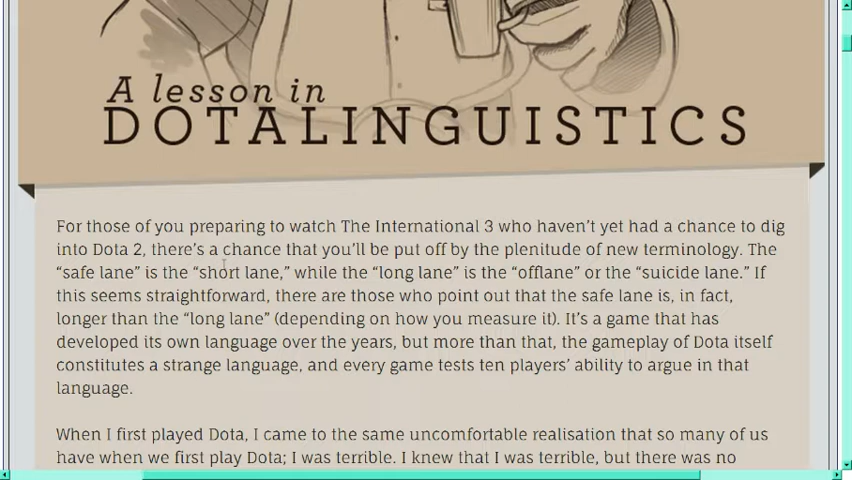 A lesson in
DOTALINGUISTICS
For those of you preparing to watch The International 3 who haven’t yet had a chance to dig
into Dota 2, there’s a chance that you’ll be put off by the plenitude of new terminology. The
“safe lane” is the “short lane,” while the “long lane” is the “offlane” or the “suicide lane.” If
this seems straightforward, there are those who point out that the safe lane is, in fact,
longer than the “long lane” (depending on how you measure it). It’s a game that has
developed its own language over the years, but more than that, the gameplay of Dota itself
constitutes a strange language, and every game tests ten players’ ability to argue in that
language.
When I first played Dota, I came to the same uncomfortable realisation that so many of us
have when we first play Dota; I was terrible. I knew that I was terrible, but there was no